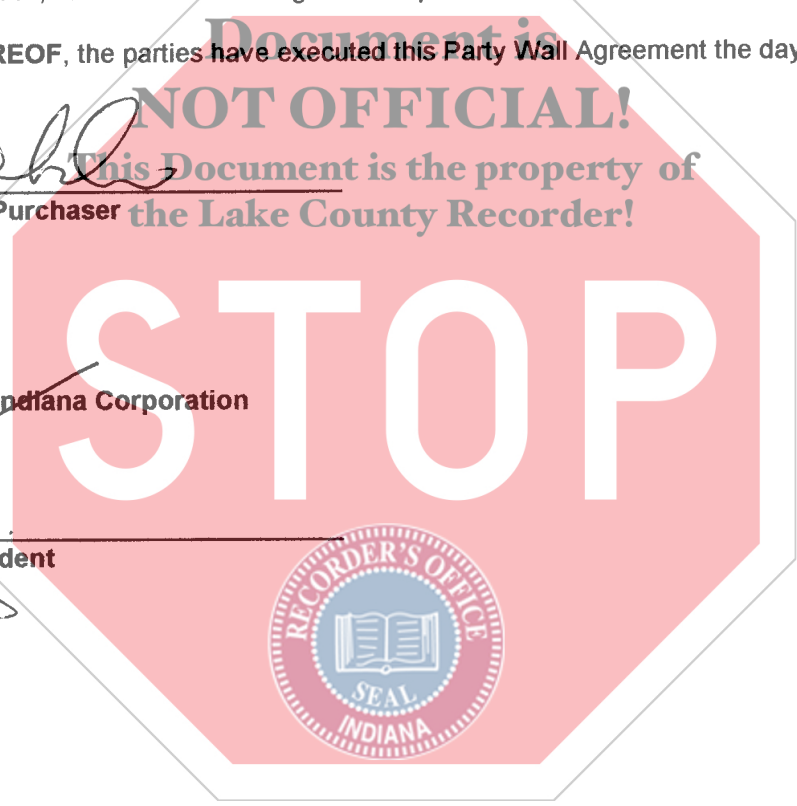 Document is
REOF, the parties have executed this Party Wall Agreement the day
NOT OFFICIAL!
This Document is the property of
Purchaser the Lake County Recorder!
STOP
ndiana Corporation
dent
RECORDER'S OFFICE
SEAL
INDIANA